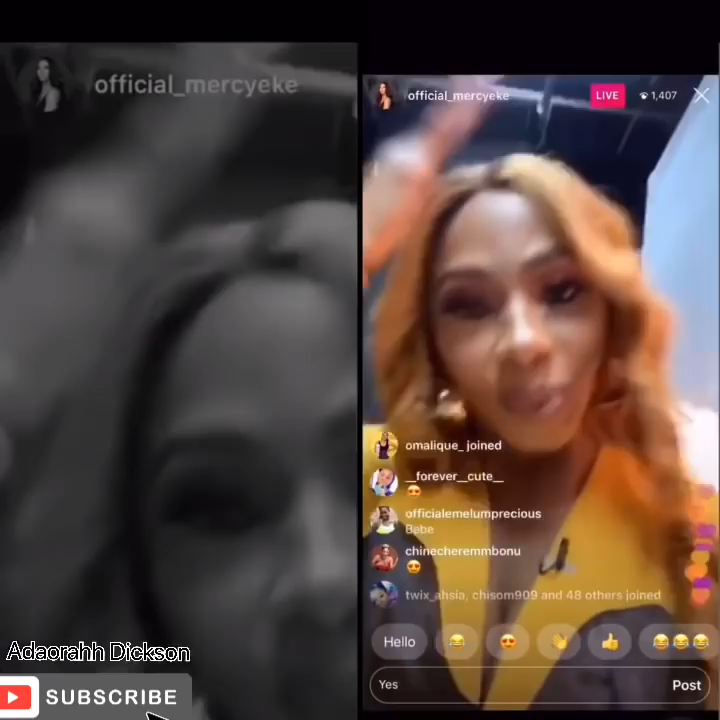 official_mercyeke
official_mercyeke
LIVE
1,407
omalique_ joined
__forever__cute__
😍
officialemelumprecious
Bebe
chinecheremmbonu
😍
twix_ahsia, chisom909 and 48 others joined
Hello 😂 😍 👋 👍 😂😂😂
Yes
Post
Adaorahh Dickson
SUBSCRIBE